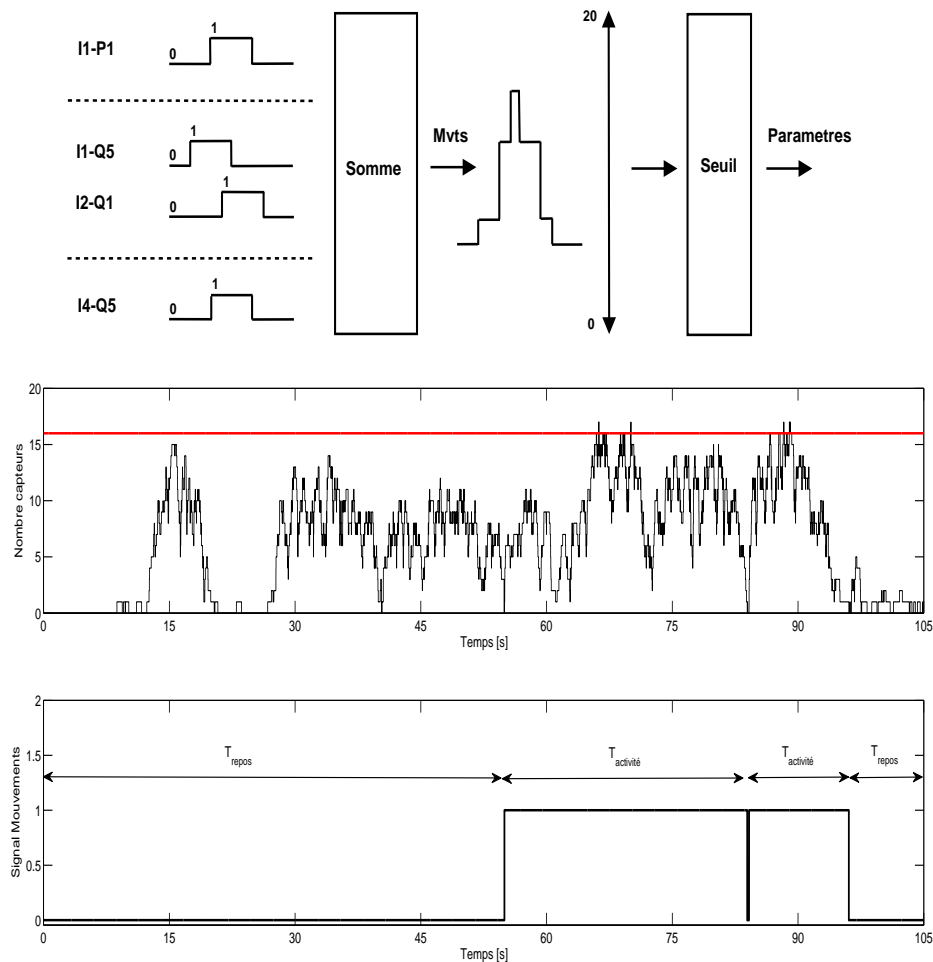 I1-P1
0
1
I1-Q5
0
1
I2-Q1
0
1
I4-Q5
0
1
Somme
Mvts
20
0
Seuil
Parametres
Nombre capteurs
20
15
10
5
0
0 15 30 45 60 75 90 105
Temps [s]
Signal Mouvements
2
1.5
1
0.5
0
T repos
T activité
T activité
T repos
0 15 30 45 60 75 90 105
Temps [s]